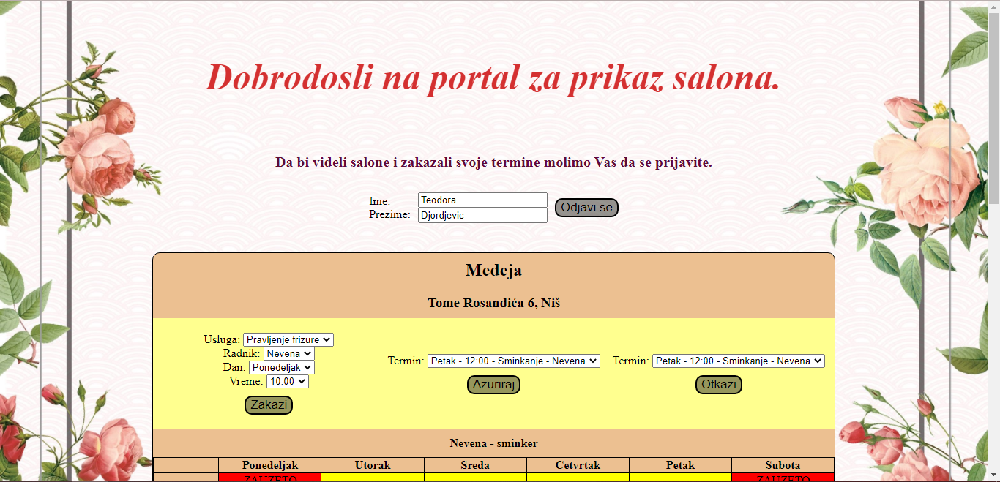 Dobrodosli na portal za prikaz salona.
Da bi videli salone i zakazali svoje termine molimo Vas da se prijavite.
Ime: Teodora
Prezime: Djordjevic
Odjavi se
Medeja
Tome Rosandića 6, Niš
Usluga: Pravljenje frizure
Radnik: Nevena
Dan: Ponedeljak
Vreme: 10:00
Zakazi
Termin: Petak - 12:00 - Sminkanje - Nevena
Azuriraj
Termin: Petak - 12:00 - Sminkanje - Nevena
Otkazi
Nevena - sminker
Ponedeljak Utorak Sreda Cetvrtak Petak Subota
ZAUZETO ZAUZETO